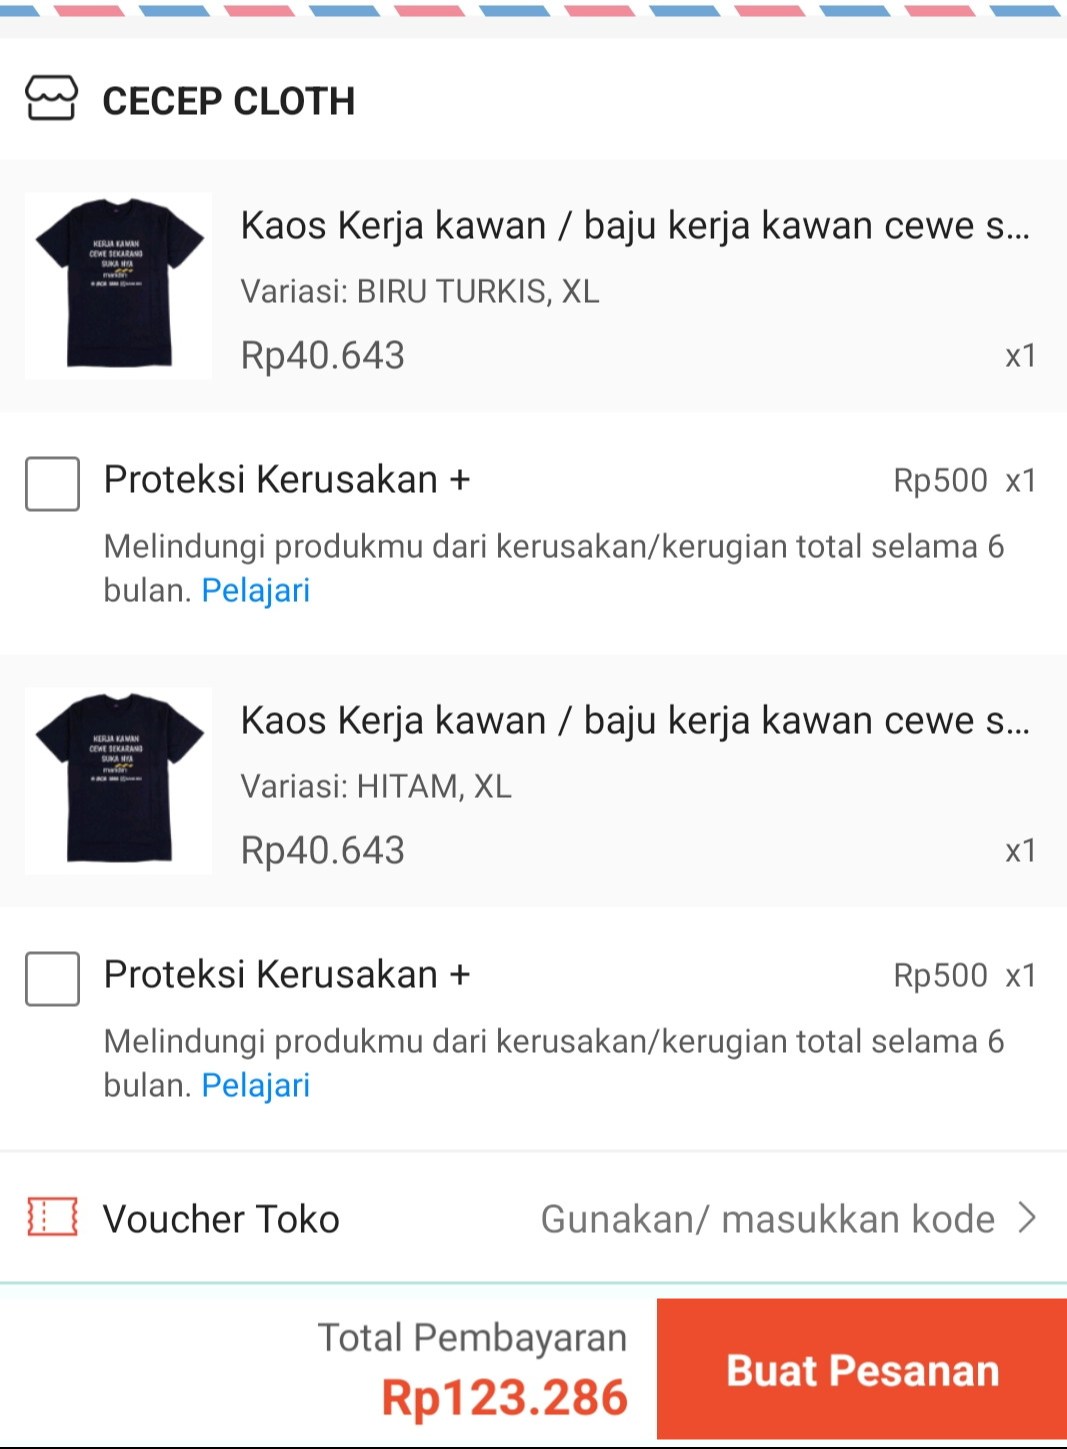 CECEP CLOTH
KERJA KAWAN
CEWE SEKARANG
SUKA NYA
mandiri
Kaos Kerja kawan / baju kerja kawan cewe s...
Variasi: BIRU TURKIS, XL
Rp40.643 x1
Proteksi Kerusakan + Rp500 x1
Melindungi produkmu dari kerusakan/kerugian total selama 6
bulan. Pelajari
KERJA KAWAN
CEWE SEKARANG
SUKA NYA
mandiri
Kaos Kerja kawan / baju kerja kawan cewe s...
Variasi: HITAM, XL
Rp40.643 x1
Proteksi Kerusakan + Rp500 x1
Melindungi produkmu dari kerusakan/kerugian total selama 6
bulan. Pelajari
Voucher Toko Gunakan/ masukkan kode
Total Pembayaran
Rp123.286
Buat Pesanan